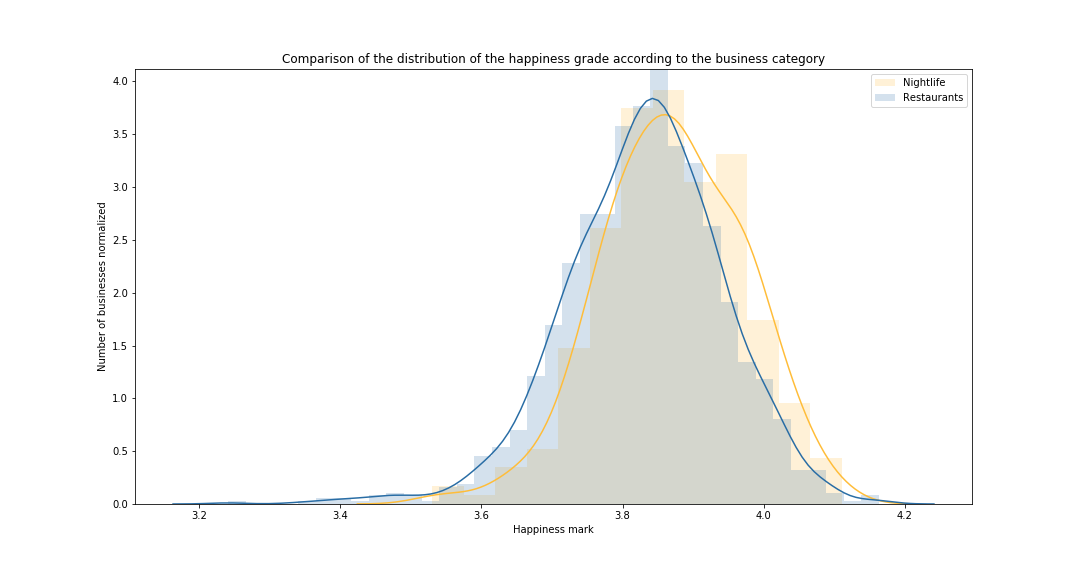 Comparison of the distribution of the happiness grade according to the business category
Nightlife
Restaurants
4.0
3.5
3.0
2.5
2.0
1.5
1.0
0.5
0.0
Number of businesses normalized
3.2 3.4 3.6 3.8 4.0 4.2
Happiness mark